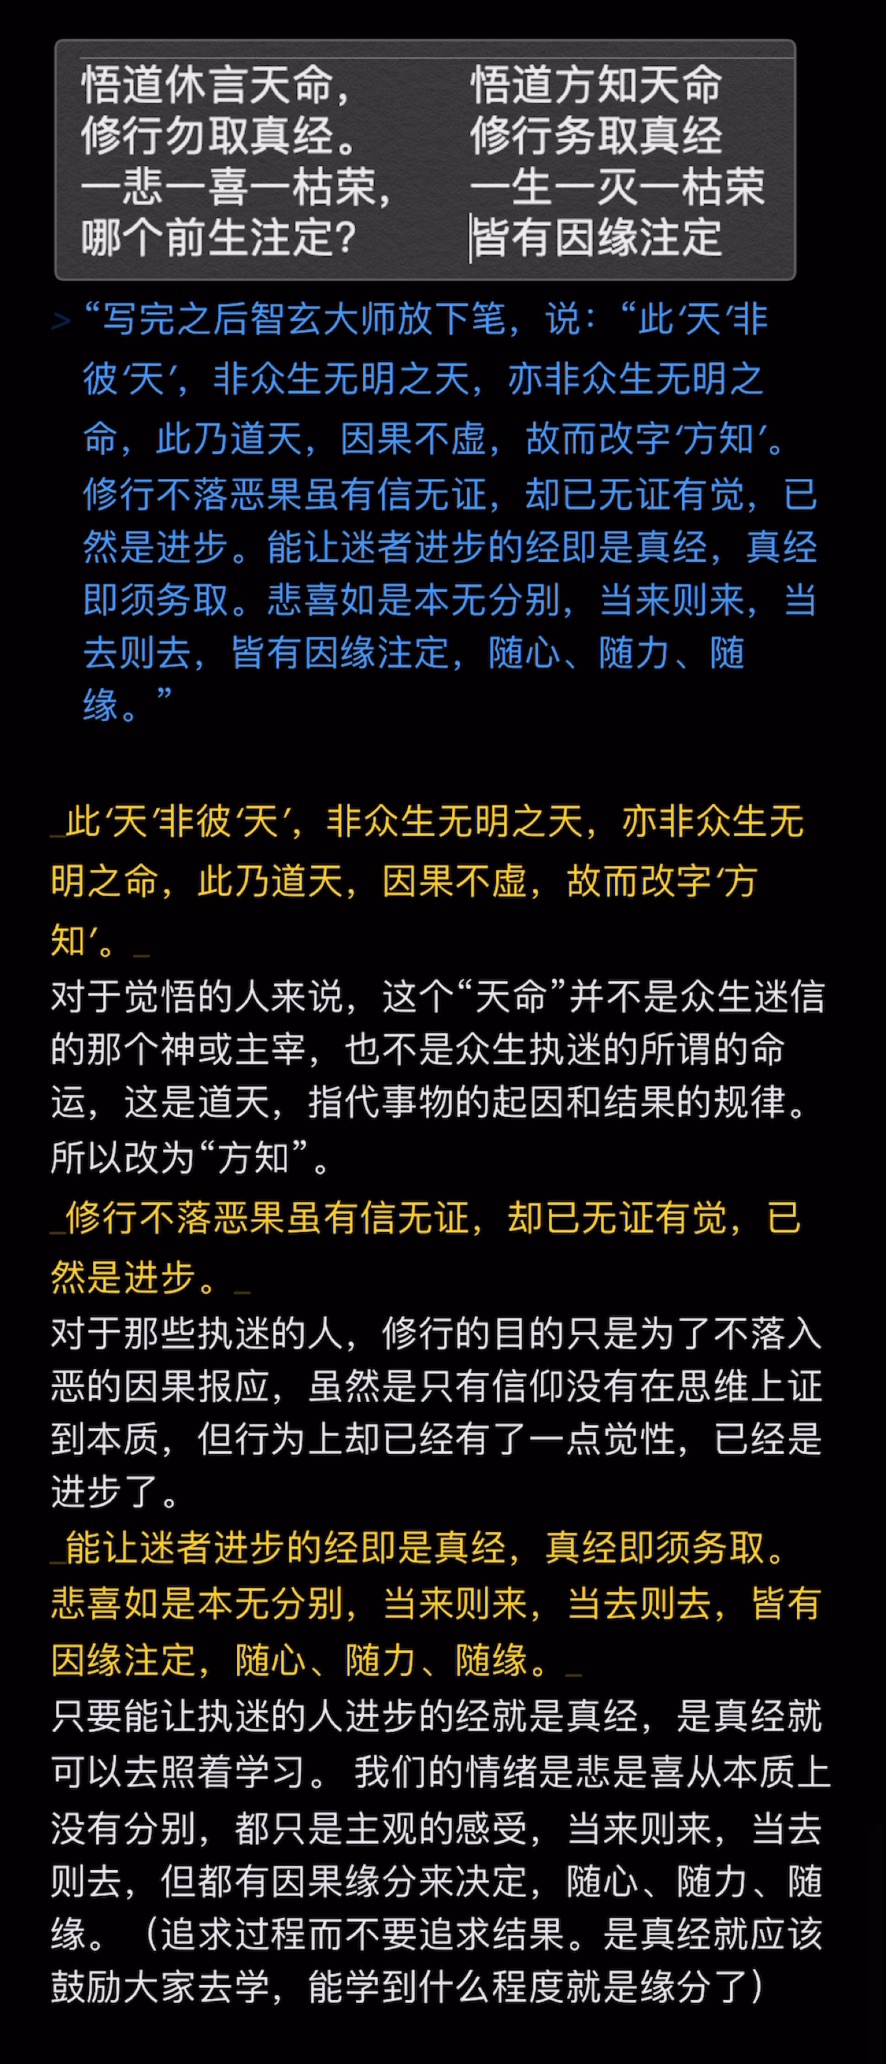 悟道休言天命，
修行勿取真经。
一悲一喜一枯荣，
哪个前生注定？
悟道方知天命
修行务取真经
一生一灭一枯荣
皆有因缘注定
> “写完之后智玄大师放下笔，说：“此‘天’非
彼‘天’，非众生无明之天，亦非众生无明之
命，此乃道天，因果不虚，故而改字‘方知’。
修行不落恶果虽有信无证，却已无证有觉，已
然是进步。能让迷者进步的经即是真经，真经
即须务取。悲喜如是本无分别，当来则来，当
去则去，皆有因缘注定，随心、随力、随
缘。”
_此‘天’非彼‘天’，非众生无明之天，亦非众生无
明之命，此乃道天，因果不虚，故而改字‘方
知’。_
对于觉悟的人来说，这个“天命”并不是众生迷信
的那个神或主宰，也不是众生执迷的所谓的命
运，这是道天，指代事物的起因和结果的规律。
所以改为“方知”。
_修行不落恶果虽有信无证，却已无证有觉，已
然是进步。_
对于那些执迷的人，修行的目的只是为了不落入
恶的因果报应，虽然是只有信仰没有在思维上证
到本质，但行为上却已经有了一点觉性，已经是
进步了。
_能让迷者进步的经即是真经，真经即须务取。
悲喜如是本无分别，当来则来，当去则去，皆有
因缘注定，随心、随力、随缘。_
只要能让执迷的人进步的经就是真经，是真经就
可以去照着学习。 我们的情绪是悲是喜从本质上
没有分别，都只是主观的感受，当来则来，当去
则去，但都有因果缘分来决定，随心、随力、随
缘。（追求过程而不要追求结果。是真经就应该
鼓励大家去学，能学到什么程度就是缘分了）